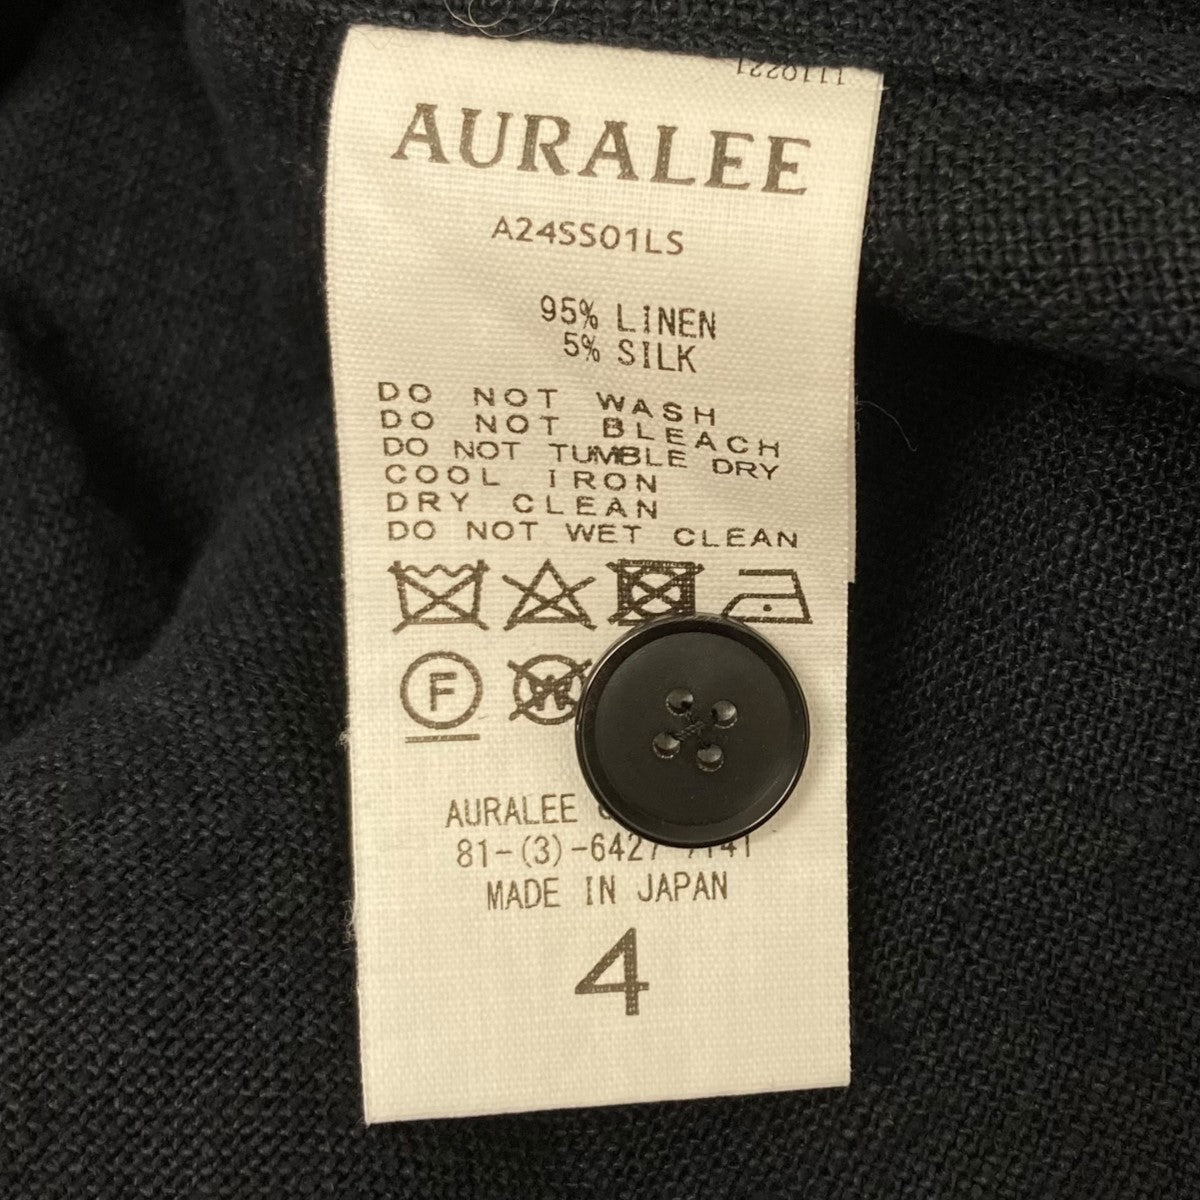 1110221
AURALEE
A24SS01LS
95% LINEN
5% SILK
DO NOT WASH
DO NOT BLEACH
DO NOT TUMBLE DRY
COOL IRON
DRY CLEAN
DO NOT WET CLEAN
F W
AURALEE
81-(3)-6427-7141
MADE IN JAPAN
4